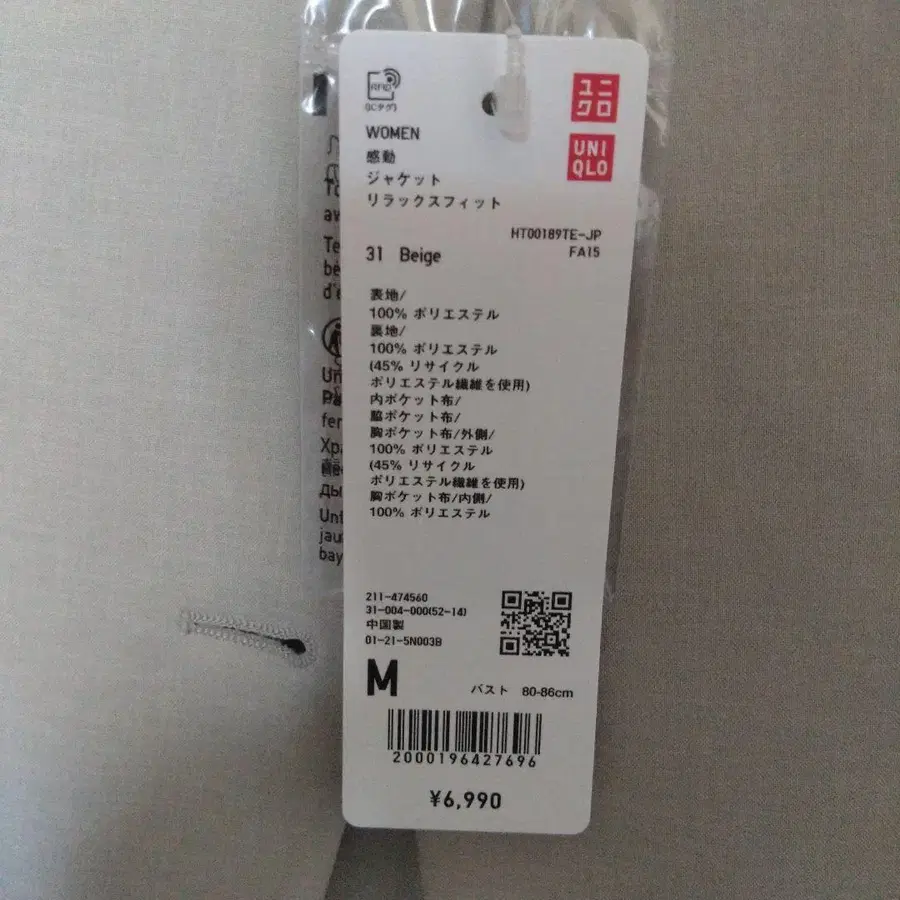 RFID
(ICタグ)
ユニ
クロ
UNI
QLO
WOMEN
感動
ジャケット
リラックスフィット
HT00189TE-JP
FA15
31 Beige
表地/
100% ポリエステル
裏地/
100% ポリエステル
(45% リサイクル
ポリエステル繊維を使用)
内ポケット布/
脇ポケット布/
胸ポケット布/外側/
100% ポリエステル
(45% リサイクル
ポリエステル繊維を使用)
胸ポケット布/内側/
100% ポリエステル
211-474560
31-004-000(52-14)
中国製
01-21-5N003B
M
バスト 80-86cm
2000196427696
¥6,990